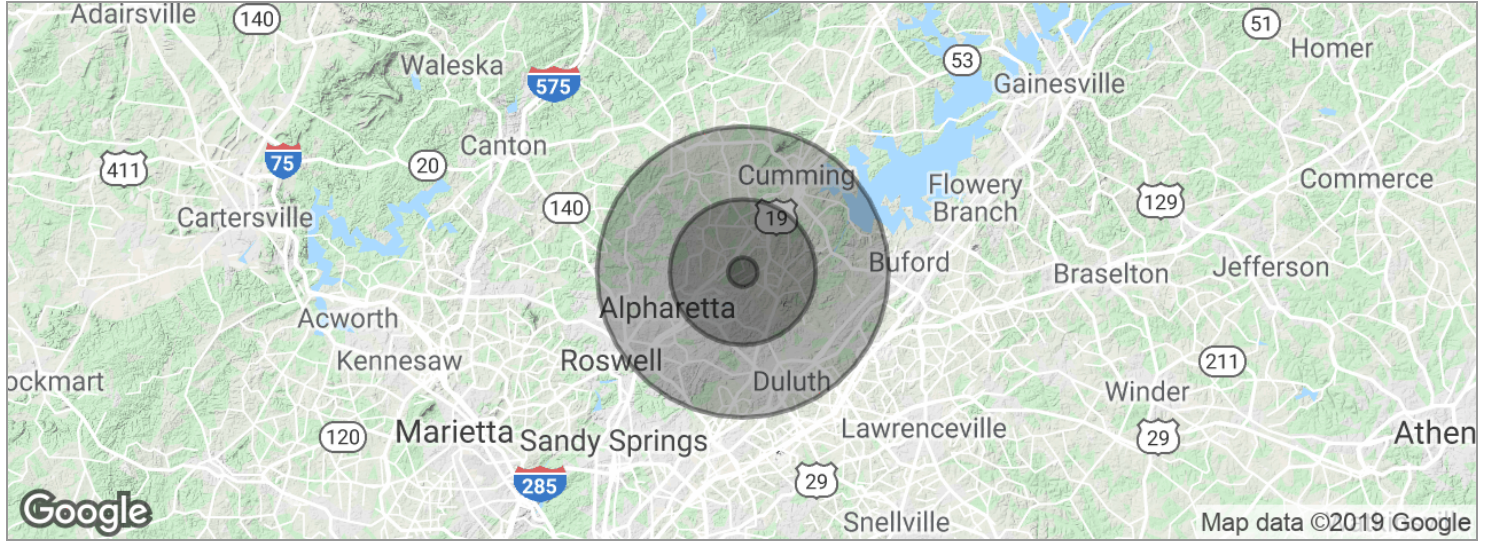 Adairsville
140
51
Homer
Waleska
53
575
Gainesville
Canton
75
20
411
Cumming
Flowery
Branch
Commerce
129
140
Cartersville
19
Buford
Braselton
Jefferson
Alpharetta
Acworth
Kennesaw
Roswell
211
ockmart
Duluth
Winder
Lawrenceville
120
Marietta
Sandy Springs
29
Athen
285
29
Google
Snellville
Map data ©2019 Google